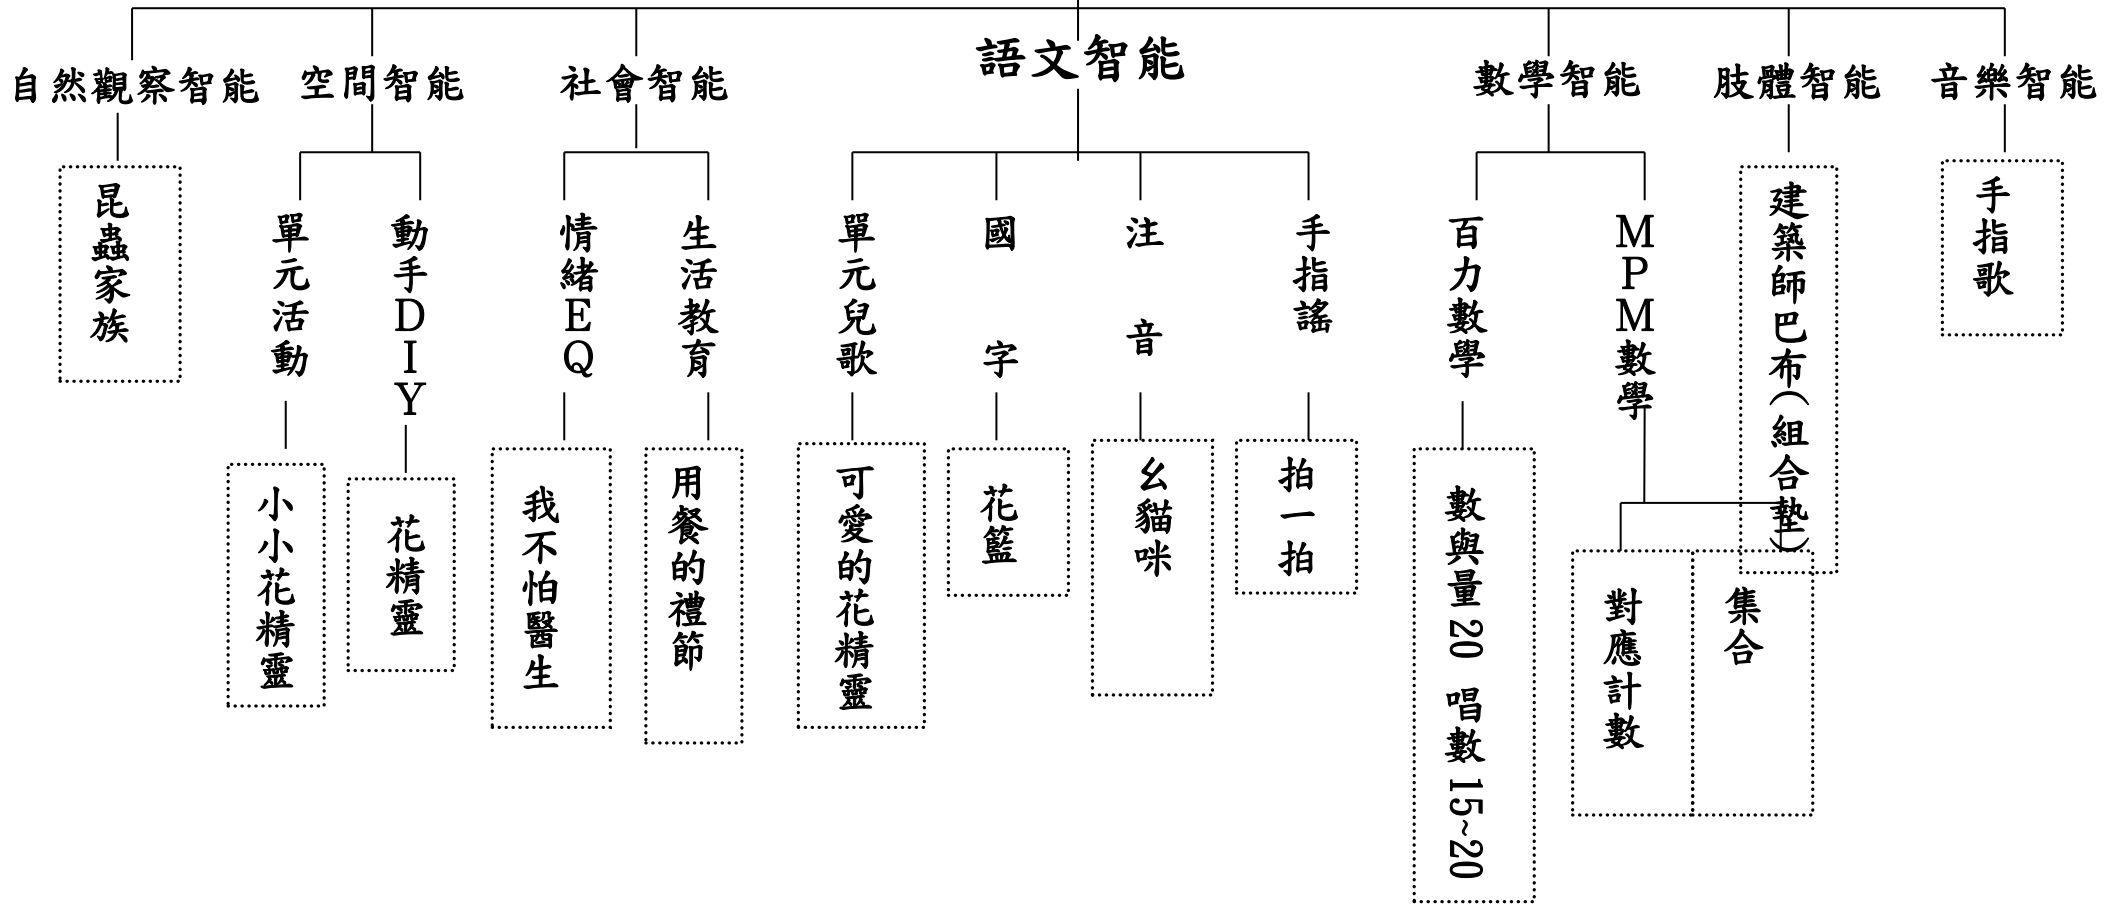 自然觀察智能
空間智能
社會智能
語文智能
數學智能
肢體智能
音樂智能
昆蟲家族
單元活動
動手DIY
情緒EQ
生活教育
單元兒歌
國字
注音
手指謠
百力數學
MPM數學
建築師巴布(組合墊)
手指歌
小小花精靈
花精靈
我不怕醫生
用餐的禮節
可愛的花精靈
花籃
ㄠ貓咪
拍一拍
數與量20 唱數15~20
對應計數
集合